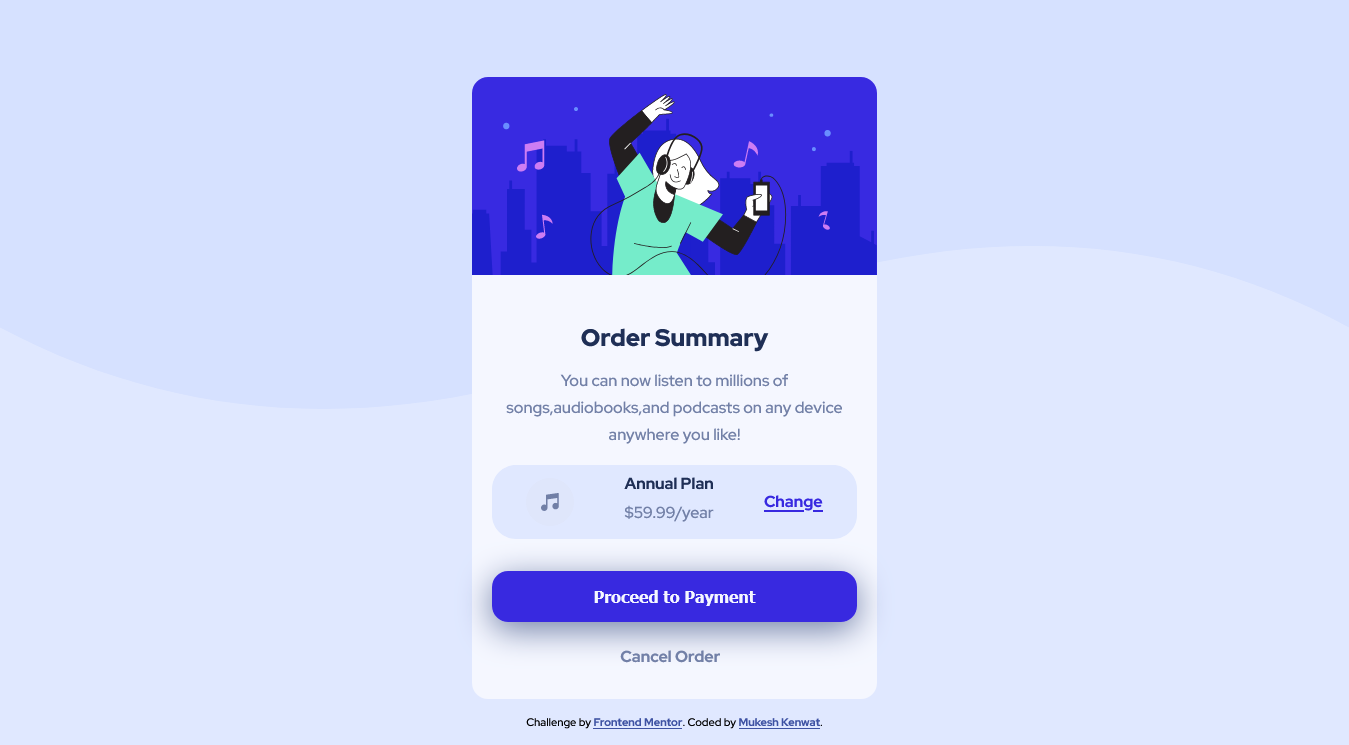 Order Summary
You can now listen to millions of
songs,audiobooks,and podcasts on any device
anywhere you like!
Annual Plan
$59.99/year
Change
Proceed to Payment
Cancel Order
Challenge by Frontend Mentor. Coded by Mukesh Kenwat.